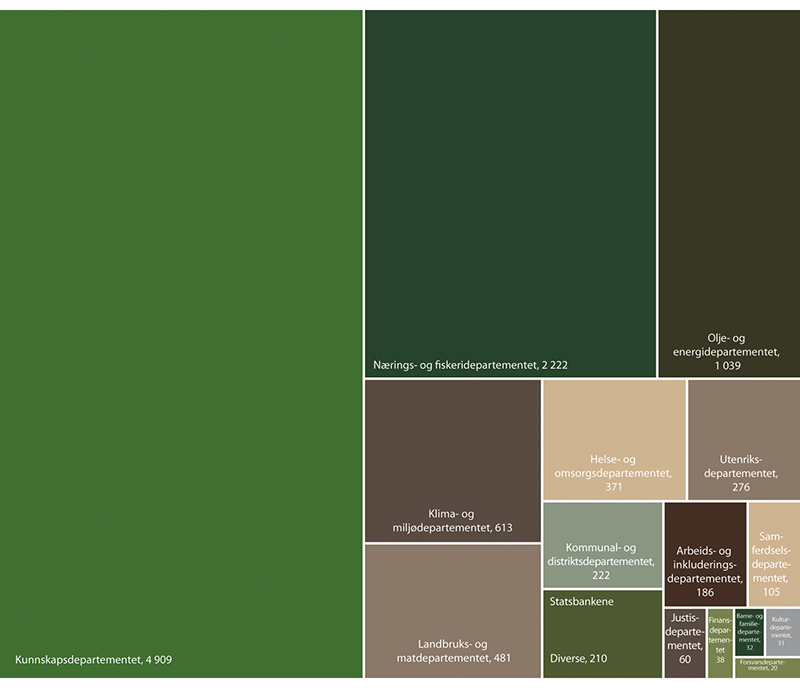 Kunnskapsdepartementet, 4 909
Nærings- og fiskeridepartementet, 2 222
Olje- og
energidepartementet,
1 039
Klima- og
miljødepartementet, 613
Landbruks- og
matdepartementet, 481
Helse- og
omsorgsdepartementet,
371
Utenriks-
departementet,
276
Kommunal- og
distriktsdepartementet,
222
Statsbankene
Diverse, 210
Arbeids- og
inkluderings-
departementet,
186
Sam-
ferdsels-
departe-
mentet,
105
Justis-
departe-
mentet,
60
Finans-
depar-
temen-
tet
38
Barne- og
familie-
departe-
mentet,
32
Kultur-
departe-
mentet,
31
Forsvarsdeparte-
mentet, 20